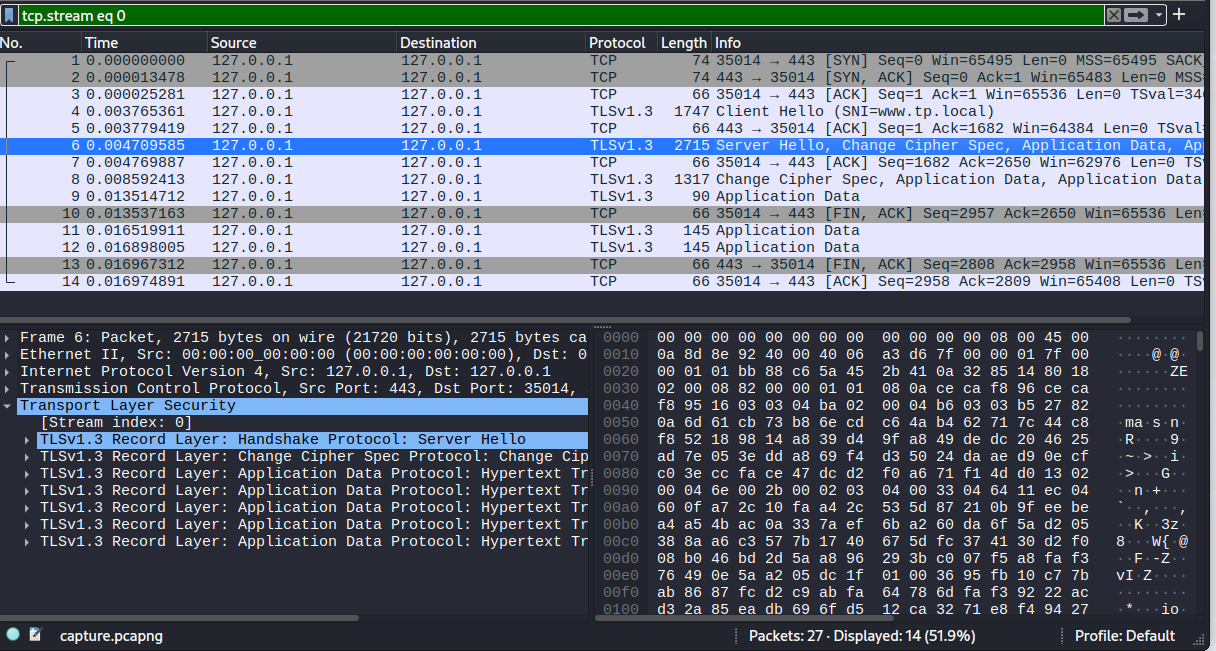 tcp.stream eq 0
No. Time Source Destination Protocol Length Info
1 0.000000000 127.0.0.1 127.0.0.1 TCP 74 35014 → 443 [SYN] Seq=0 Win=65495 Len=0 MSS=65495 SACK
2 0.000013478 127.0.0.1 127.0.0.1 TCP 74 443 → 35014 [SYN, ACK] Seq=0 Ack=1 Win=65483 Len=0 MSS=
3 0.000025281 127.0.0.1 127.0.0.1 TCP 66 35014 → 443 [ACK] Seq=1 Ack=1 Win=65536 Len=0 TSval=340
4 0.003765361 127.0.0.1 127.0.0.1 TLSv1.3 1747 Client Hello (SNI=www.tp.local)
5 0.003779419 127.0.0.1 127.0.0.1 TCP 66 443 → 35014 [ACK] Seq=1 Ack=1682 Win=64384 Len=0 TSval=
6 0.004709585 127.0.0.1 127.0.0.1 TLSv1.3 2715 Server Hello, Change Cipher Spec, Application Data, Ap
7 0.004769887 127.0.0.1 127.0.0.1 TCP 66 35014 → 443 [ACK] Seq=1682 Ack=2650 Win=62976 Len=0 TS
8 0.008592413 127.0.0.1 127.0.0.1 TLSv1.3 1317 Change Cipher Spec, Application Data, Application Data
9 0.013514712 127.0.0.1 127.0.0.1 TLSv1.3 90 Application Data
10 0.013537163 127.0.0.1 127.0.0.1 TCP 66 35014 → 443 [FIN, ACK] Seq=2957 Ack=2650 Win=65536 Len=
11 0.016519911 127.0.0.1 127.0.0.1 TLSv1.3 145 Application Data
12 0.016898005 127.0.0.1 127.0.0.1 TLSv1.3 145 Application Data
13 0.016967312 127.0.0.1 127.0.0.1 TCP 66 443 → 35014 [FIN, ACK] Seq=2808 Ack=2958 Win=65536 Len=
14 0.016974891 127.0.0.1 127.0.0.1 TCP 66 35014 → 443 [ACK] Seq=2958 Ack=2809 Win=65408 Len=0 TS
Frame 6: Packet, 2715 bytes on wire (21720 bits), 2715 bytes ca
Ethernet II, Src: 00:00:00_00:00:00 (00:00:00:00:00:00), Dst: 0
Internet Protocol Version 4, Src: 127.0.0.1, Dst: 127.0.0.1
Transmission Control Protocol, Src Port: 443, Dst Port: 35014,
Transport Layer Security
[Stream index: 0]
TLSv1.3 Record Layer: Handshake Protocol: Server Hello
TLSv1.3 Record Layer: Change Cipher Spec Protocol: Change Cip
TLSv1.3 Record Layer: Application Data Protocol: Hypertext Tr
TLSv1.3 Record Layer: Application Data Protocol: Hypertext Tr
TLSv1.3 Record Layer: Application Data Protocol: Hypertext Tr
TLSv1.3 Record Layer: Application Data Protocol: Hypertext Tr
TLSv1.3 Record Layer: Application Data Protocol: Hypertext Tr
0000 00 00 00 00 00 00 00 00 00 00 00 00 08 00 45 00 ········
0010 0a 8d 8e 92 40 00 40 06 a3 d6 7f 00 00 01 7f 00 ····@·@·
0020 00 01 01 bb 88 c6 5a 45 2b 41 0a 32 85 14 80 18 ······ZE
0030 02 00 08 82 00 00 01 01 08 0a ce ca f8 96 ce ca ········
0040 f8 95 16 03 03 04 ba 02 00 04 b6 03 03 b5 27 82 ········
0050 0a 6d 61 cb 73 b8 6e cd c6 4a b4 62 71 7c 44 c8 ·ma·s·n·
0060 f8 52 18 98 14 a8 39 d4 9f a8 49 de dc 20 46 25 ·R····9·
0070 ad 7e 05 3e dd a8 69 f4 d3 50 24 da ae d9 0e cf ·~·>··i·
0080 c0 3e cc fa ce 47 dc d2 f0 a6 71 f1 4d d0 13 02 ·>···G··
0090 00 04 6e 00 2b 00 02 03 04 00 33 04 64 11 ec 04 ··n·+···
00a0 60 0f a7 2c 10 fa a4 2c 53 5d 87 21 0b 9f ee be `··,···,
00b0 a4 a5 4b ac 0a 33 7a ef 6b a2 60 da 6f 5a d2 05 ··K··3z·
00c0 38 8a a6 c3 57 7b 17 40 67 5d fc 37 41 30 d2 f0 8···W{·@
00d0 08 b0 46 bd 2d 5a a8 96 29 3b c0 07 f5 a8 fa f3 ··F·-Z··
00e0 76 49 0e 5a a2 05 dc 1f 01 00 36 95 fb 10 c7 7b vI·Z····
00f0 ab 86 87 fc d2 c9 ab fa 64 78 6d fa f3 92 22 ac ········
0100 d3 2a 85 ea db 69 6f d5 12 ca 32 71 e8 f4 94 27 ·*···io·
capture.pcapng
Packets: 27 · Displayed: 14 (51.9%)
Profile: Default